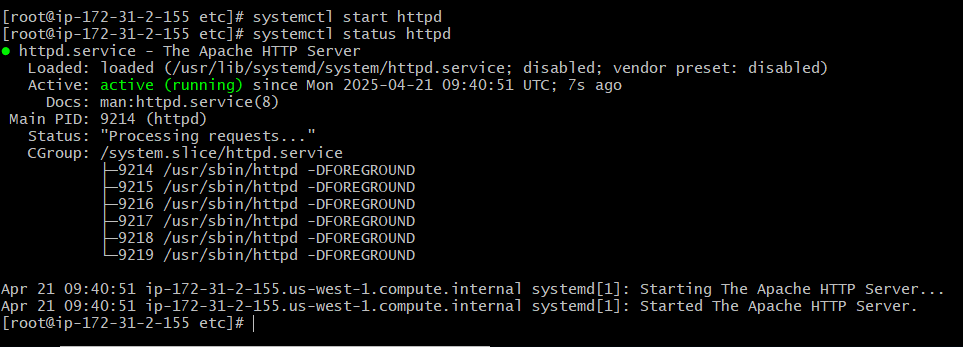 [root@ip-172-31-2-155 etc]# systemctl start httpd
[root@ip-172-31-2-155 etc]# systemctl status httpd
● httpd.service - The Apache HTTP Server
   Loaded: loaded (/usr/lib/systemd/system/httpd.service; disabled; vendor preset: disabled)
   Active: active (running) since Mon 2025-04-21 09:40:51 UTC; 7s ago
     Docs: man:httpd.service(8)
 Main PID: 9214 (httpd)
   Status: "Processing requests..."
   CGroup: /system.slice/httpd.service
           ├─9214 /usr/sbin/httpd -DFOREGROUND
           ├─9215 /usr/sbin/httpd -DFOREGROUND
           ├─9216 /usr/sbin/httpd -DFOREGROUND
           ├─9217 /usr/sbin/httpd -DFOREGROUND
           ├─9218 /usr/sbin/httpd -DFOREGROUND
           └─9219 /usr/sbin/httpd -DFOREGROUND

Apr 21 09:40:51 ip-172-31-2-155.us-west-1.compute.internal systemd[1]: Starting The Apache HTTP Server...
Apr 21 09:40:51 ip-172-31-2-155.us-west-1.compute.internal systemd[1]: Started The Apache HTTP Server.
[root@ip-172-31-2-155 etc]#